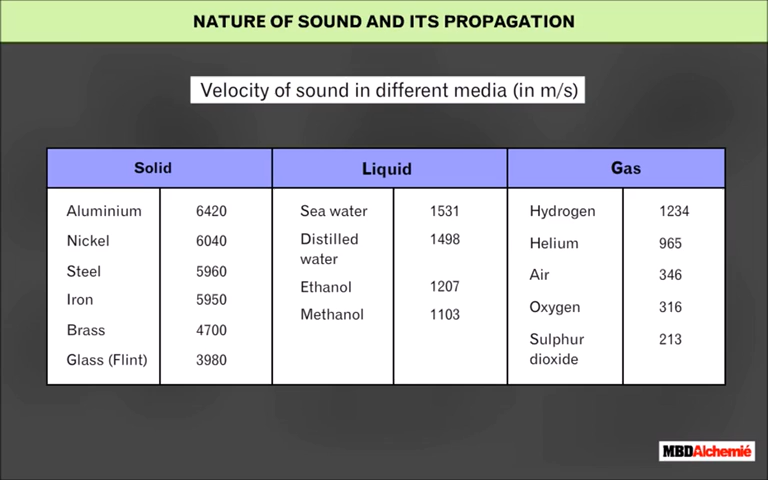 NATURE OF SOUND AND ITS PROPAGATION
Velocity of sound in different media (in m/s)
Solid Liquid Gas
Aluminium 6420
Nickel 6040
Steel 5960
Iron 5950
Brass 4700
Glass (Flint) 3980
Sea water 1531
Distilled 1498
water
Ethanol 1207
Methanol 1103
Hydrogen 1234
Helium 965
Air 346
Oxygen 316
Sulphur 213
dioxide
MBDAlchemié